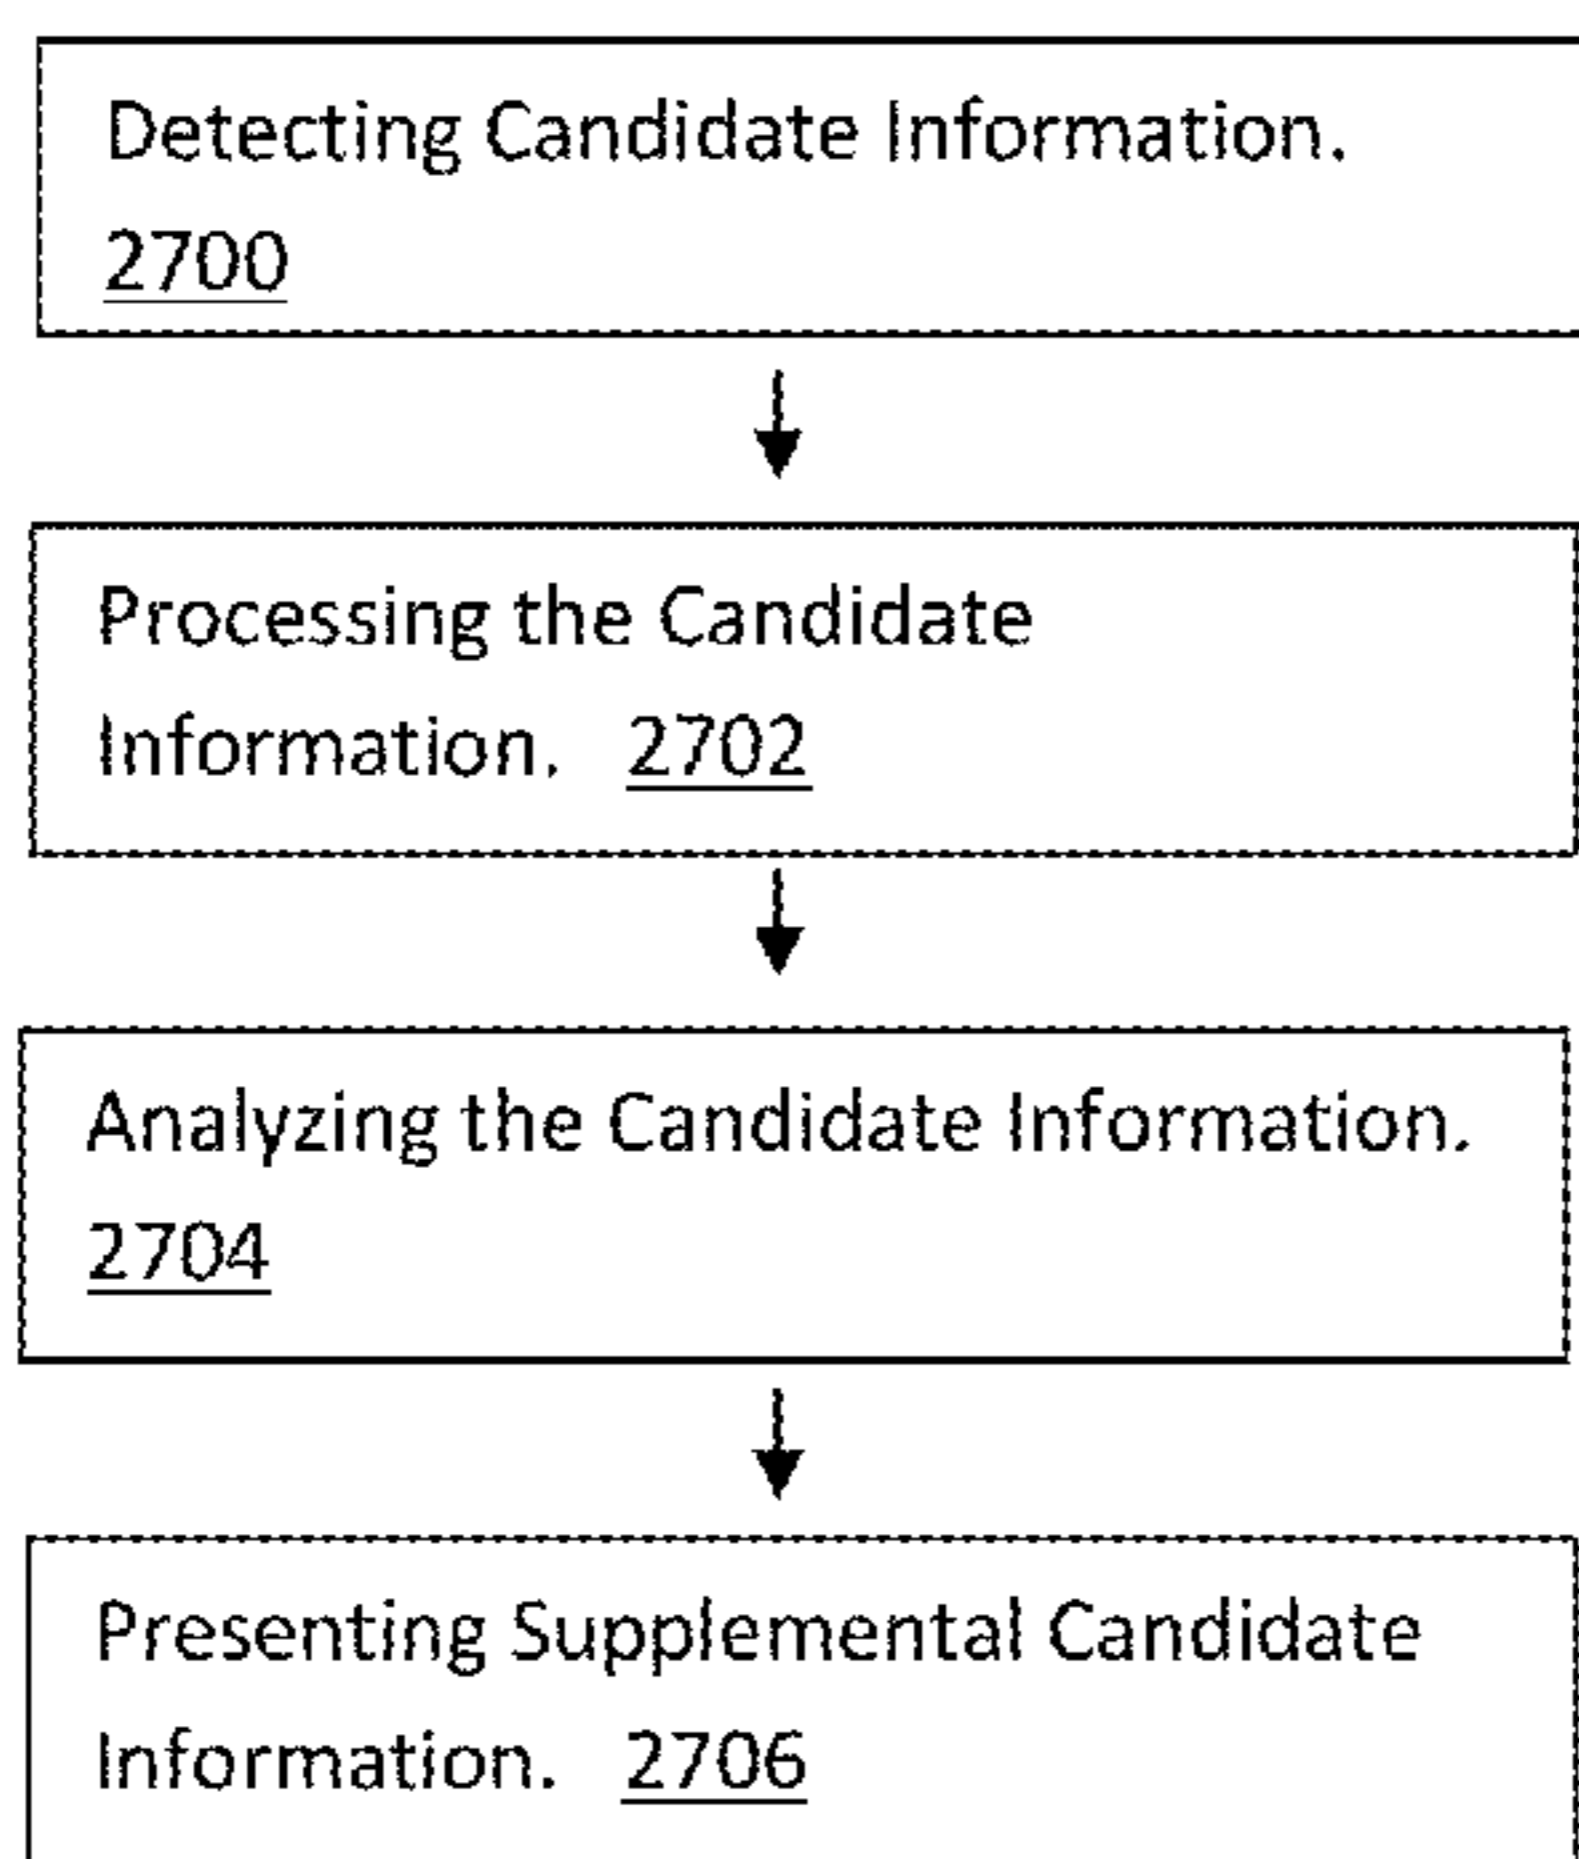 Detecting Candidate Information.
2700
Processing the Candidate
Information. 2702
Analyzing the Candidate Information.
2704
Presenting Supplemental Candidate
Information. 2706